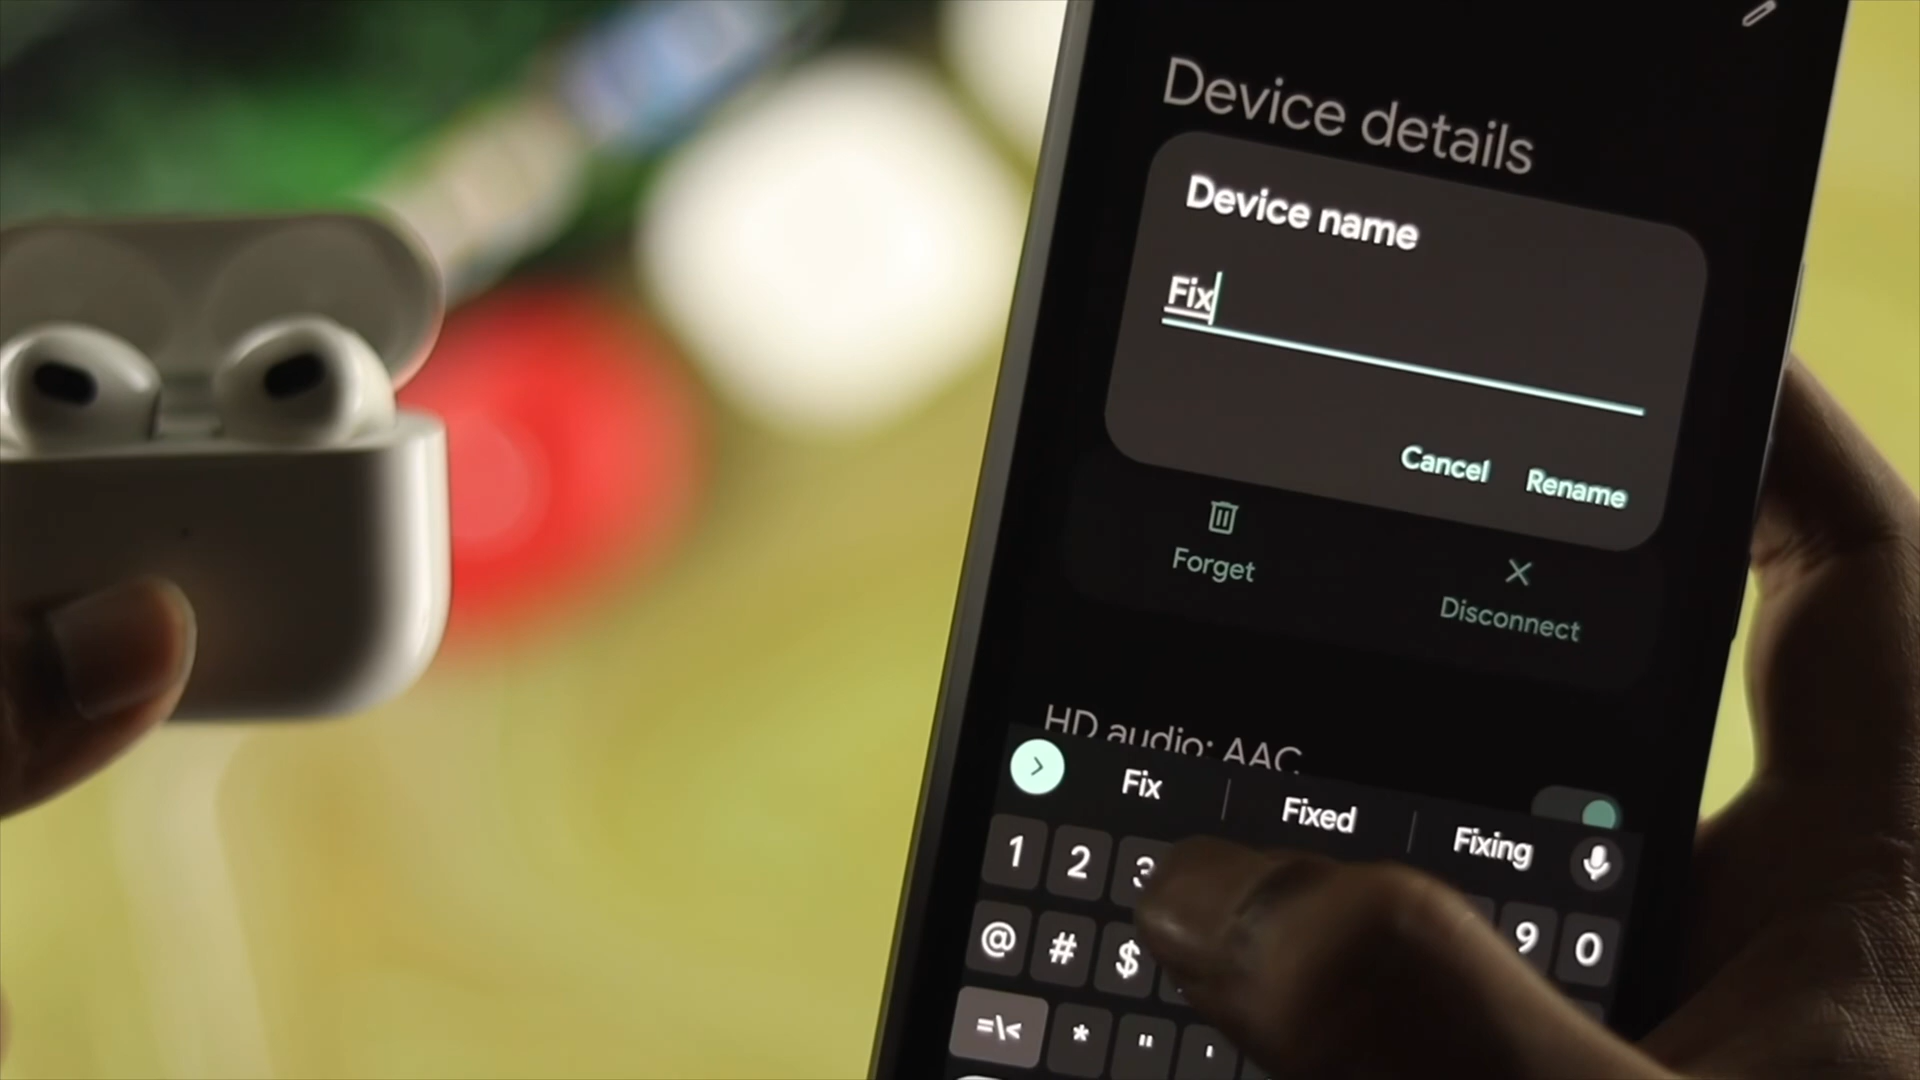 Device details
Device name
Fix
Cancel Rename
Forget Disconnect
HD audio: AAC
Fix Fixed Fixing
1 2 3 9 0
@ # $
=\< * " '